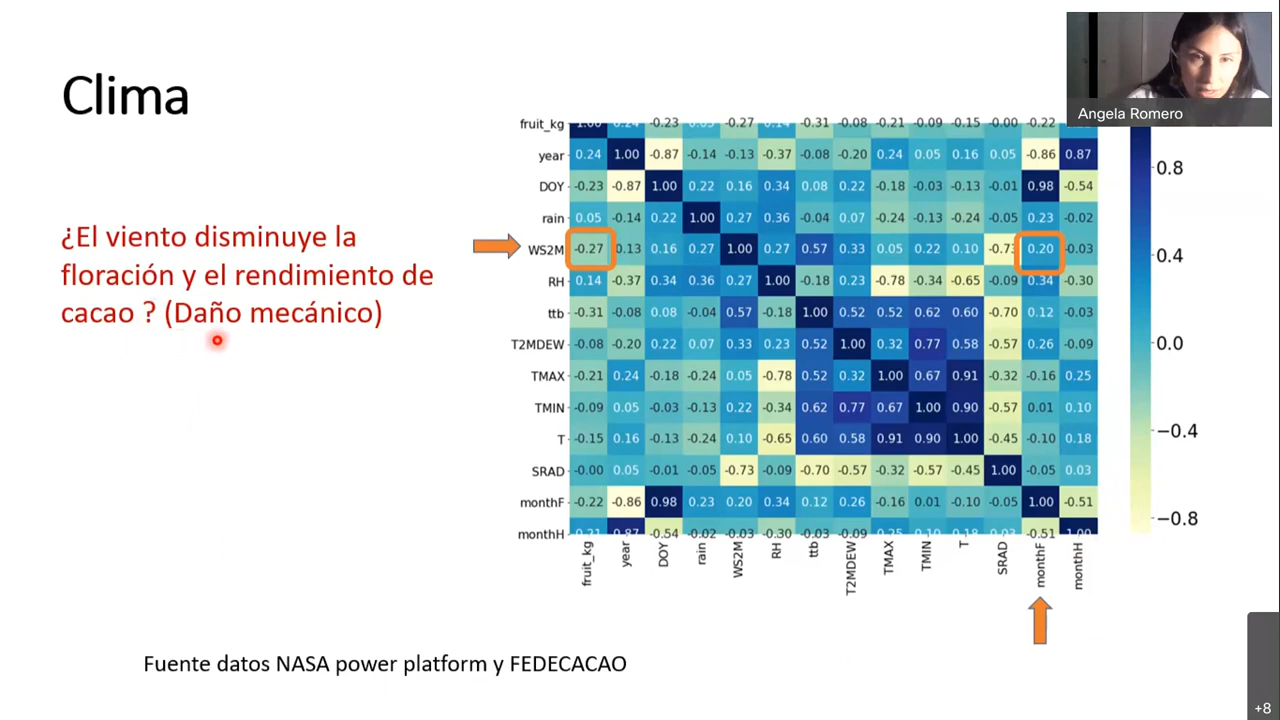 Clima
Angela Romero
¿El viento disminuye la
floración y el rendimiento de
cacao ? (Daño mecánico)
fruit_kg -0.23 -0.27 -0.31 -0.08 -0.21 -0.09 -0.15 -0.00 -0.22
year 0.24 1.00 -0.87 -0.14 -0.13 -0.37 -0.08 -0.20 0.24 0.05 0.16 0.05 -0.86 0.87
DOY -0.23 -0.87 1.00 0.22 0.16 0.34 0.08 0.22 -0.18 -0.03 -0.13 -0.01 0.98 -0.54
rain 0.05 -0.14 0.22 1.00 0.27 0.36 -0.04 0.07 -0.24 -0.13 -0.24 -0.05 0.23 -0.02
WS2M -0.27 0.13 0.16 0.27 1.00 0.27 0.57 0.33 0.05 0.22 0.10 -0.73 0.20 -0.03
RH 0.14 -0.37 0.34 0.36 0.27 1.00 -0.18 0.23 -0.78 -0.34 -0.65 -0.09 0.34 -0.30
ttb -0.31 -0.08 0.08 -0.04 0.57 -0.18 1.00 0.52 0.52 0.62 0.60 -0.70 0.12 -0.03
T2MDEW -0.08 -0.20 0.22 0.07 0.33 0.23 0.52 1.00 0.32 0.77 0.58 -0.57 0.26 -0.09
TMAX -0.21 0.24 -0.18 -0.24 0.05 -0.78 0.52 0.32 1.00 0.67 0.91 -0.32 -0.16 0.25
TMIN -0.09 0.05 -0.03 -0.13 0.22 -0.34 0.62 0.77 0.67 1.00 0.90 -0.57 0.01 0.10
T -0.15 0.16 -0.13 -0.24 0.10 -0.65 0.60 0.58 0.91 0.90 1.00 -0.45 -0.10 0.18
SRAD -0.00 0.05 -0.01 -0.05 -0.73 -0.09 -0.70 -0.57 -0.32 -0.57 -0.45 1.00 -0.05 0.03
monthF -0.22 -0.86 0.98 0.23 0.20 0.34 0.12 0.26 -0.16 0.01 -0.10 -0.05 1.00 -0.51
monthH -0.54 -0.02 -0.03 -0.30 -0.03 -0.09 -0.51
fruit_kg year DOY rain WS2M RH ttb T2MDEW TMAX TMIN T SRAD monthF monthH
0.8
0.4
0.0
−0.4
−0.8
Fuente datos NASA power platform y FEDECACAO
+8